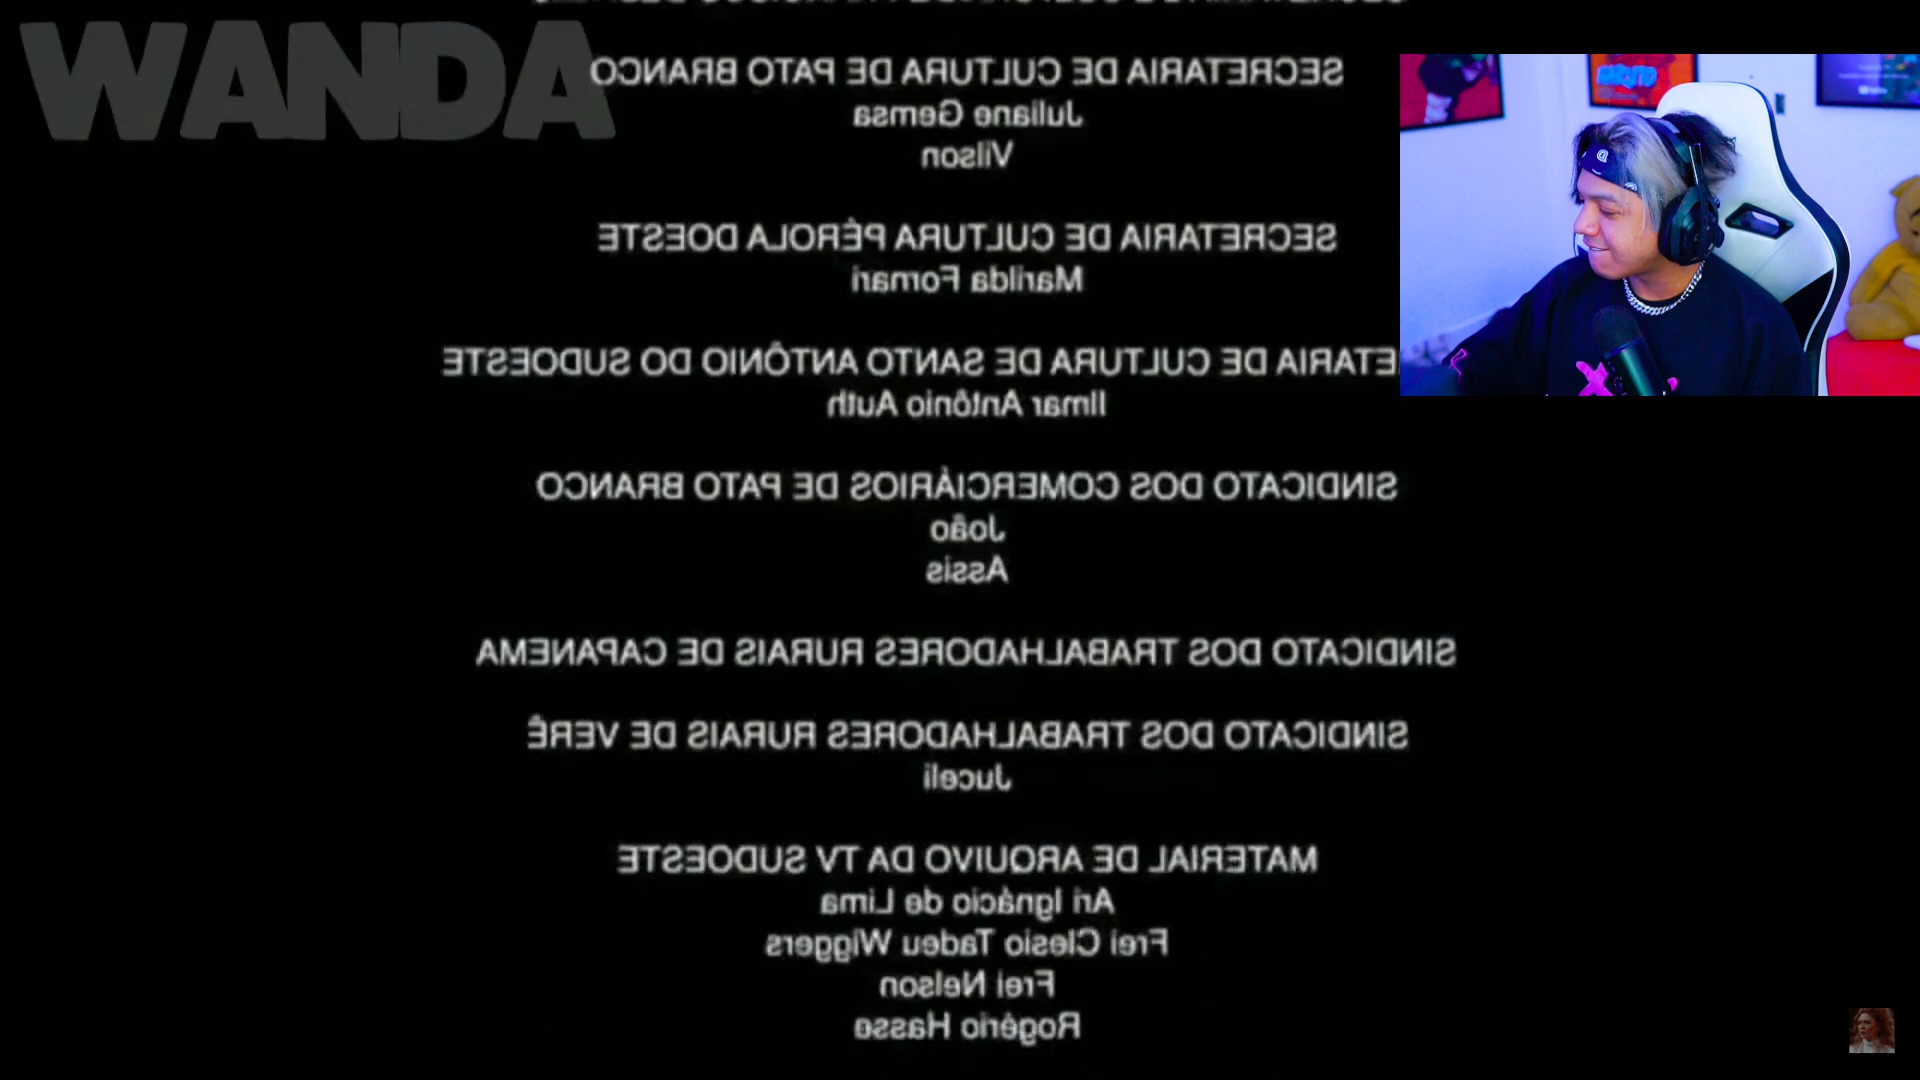 WANDA
SECRETARIA DE CULTURA DE PATO BRANCO
Juliane Gemsa
Vilson
SECRETARIA DE CULTURA PÉROLA DOESTE
Marilda Fornari
ETARIA DE CULTURA DE SANTO ANTÔNIO DO SUDOESTE
Ilmar Antônio Auth
SINDICATO DOS COMERCIÁRIOS DE PATO BRANCO
João
Assis
SINDICATO DOS TRABALHADORES RURAIS DE CAPANEMA
SINDICATO DOS TRABALHADORES RURAIS DE VERÊ
Juceli
MATERIAL DE ARQUIVO DA TV SUDOESTE
Ari Ignácio de Lima
Frei Clesio Tadeu Wiggers
Frei Nelson
Rogério Hasse